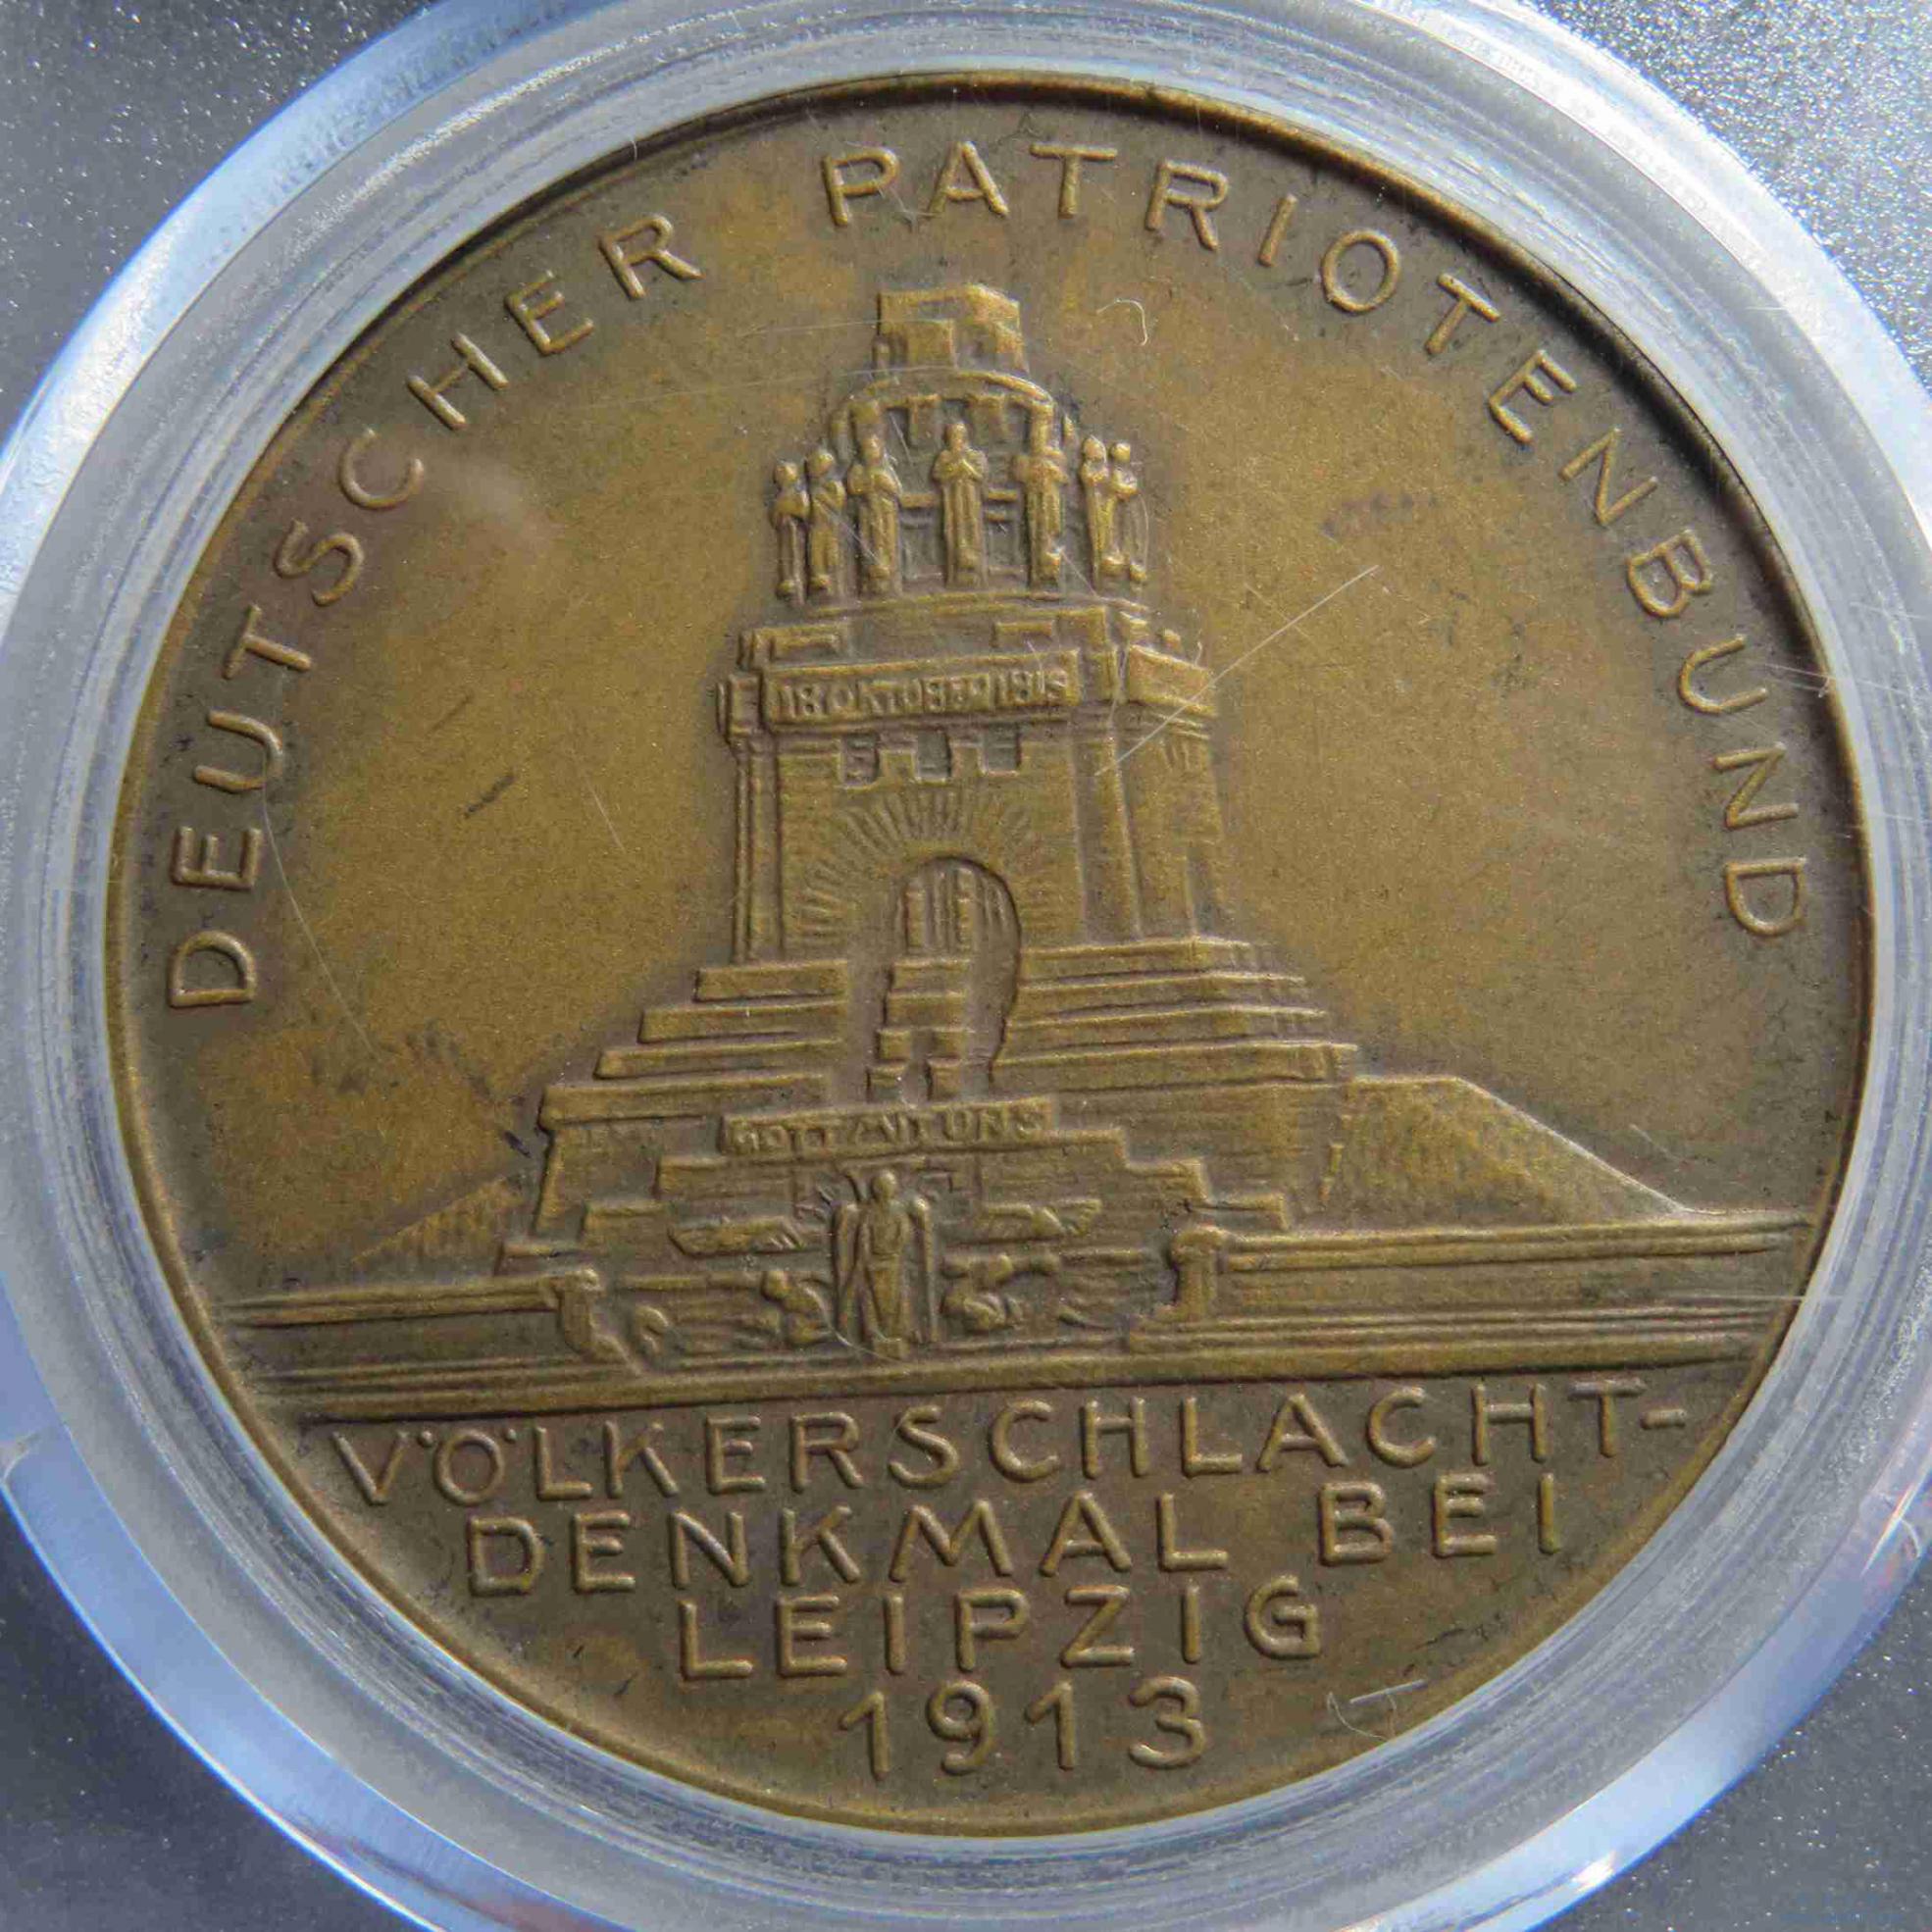 DEUTSCHER PATRIOTENBUND
18 OKTOBER 1813
GOTT MIT UNS
VÖLKERSCHLACHT-
DENKMAL BEI
LEIPZIG
1913